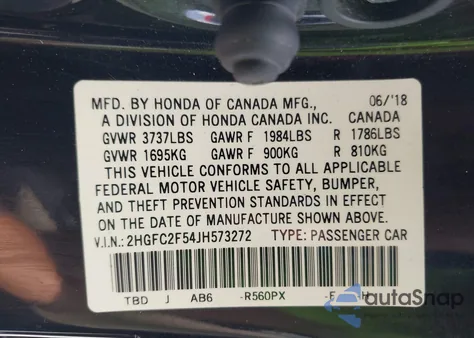 MFD. BY HONDA OF CANADA MFG., 06/'18
A DIVISION OF HONDA CANADA INC. CANADA
GVWR 3737LBS GAWR F 1984LBS R 1786LBS
GVWR 1695KG GAWR F 900KG R 810KG
THIS VEHICLE CONFORMS TO ALL APPLICABLE
FEDERAL MOTOR VEHICLE SAFETY, BUMPER,
AND THEFT PREVENTION STANDARDS IN EFFECT
ON THE DATE OF MANUFACTURE SHOWN ABOVE.
V.I.N.: 2HGFC2F54JH573272 TYPE: PASSENGER CAR
TBD J AB6 -R560PX
autoSnap